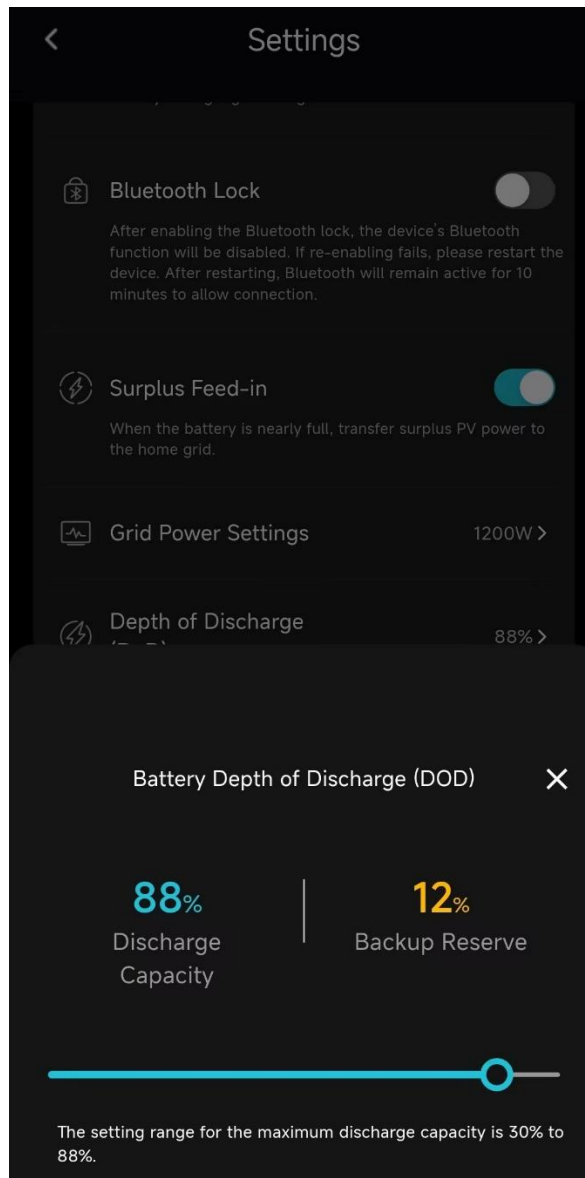 Settings
Bluetooth Lock
After enabling the Bluetooth lock, the device's Bluetooth
function will be disabled. If re-enabling fails, please restart the
device. After restarting, Bluetooth will remain active for 10
minutes to allow connection.
Surplus Feed-in
When the battery is nearly full, transfer surplus PV power to
the home grid.
Grid Power Settings
1200W
Depth of Discharge
88%
Battery Depth of Discharge (DOD)
88%
Discharge
Capacity
12%
Backup Reserve
The setting range for the maximum discharge capacity is 30% to
88%.